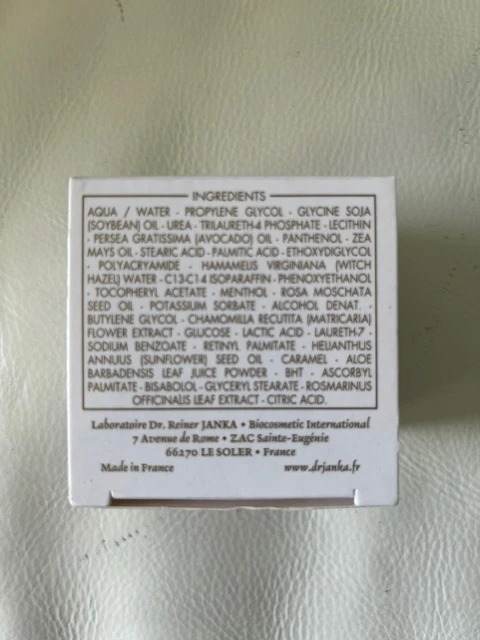 INGREDIENTS
AQUA / WATER - PROPYLENE GLYCOL - GLYCINE SOJA
(SOYBEAN) OIL - UREA - TRILAURETH-4 PHOSPHATE - LECITHIN
- PERSEA GRATISSIMA (AVOCADO) OIL - PANTHENOL - ZEA
MAYS OIL - STEARIC ACID - PALMITIC ACID - ETHOXYDIGLYCOL
- POLYACRYAMIDE - HAMAMELIS VIRGINIANA (WITCH
HAZEL) WATER - C13-C14 ISOPARAFFIN - PHENOXYETHANOL
- TOCOPHERYL ACETATE - MENTHOL - ROSA MOSCHATA
SEED OIL - POTASSIUM SORBATE - ALCOHOL DENAT. -
BUTYLENE GLYCOL - CHAMOMILLA RECUTITA (MATRICARIA)
FLOWER EXTRACT - GLUCOSE - LACTIC ACID - LAURETH-7 -
SODIUM BENZOATE - RETINYL PALMITATE - HELIANTHUS
ANNUUS (SUNFLOWER) SEED OIL - CARAMEL - ALOE
BARBADENSIS LEAF JUICE POWDER - BHT - ASCORBYL
PALMITATE - BISABOLOL - GLYCERYL STEARATE - ROSMARINUS
OFFICINALIS LEAF EXTRACT - CITRIC ACID.
Laboratoire Dr. Reiner JANKA • Biocosmetic International
7 Avenue de Rome • ZAC Sainte-Eugénie
66270 LE SOLER • France
Made in France www.drjanka.fr